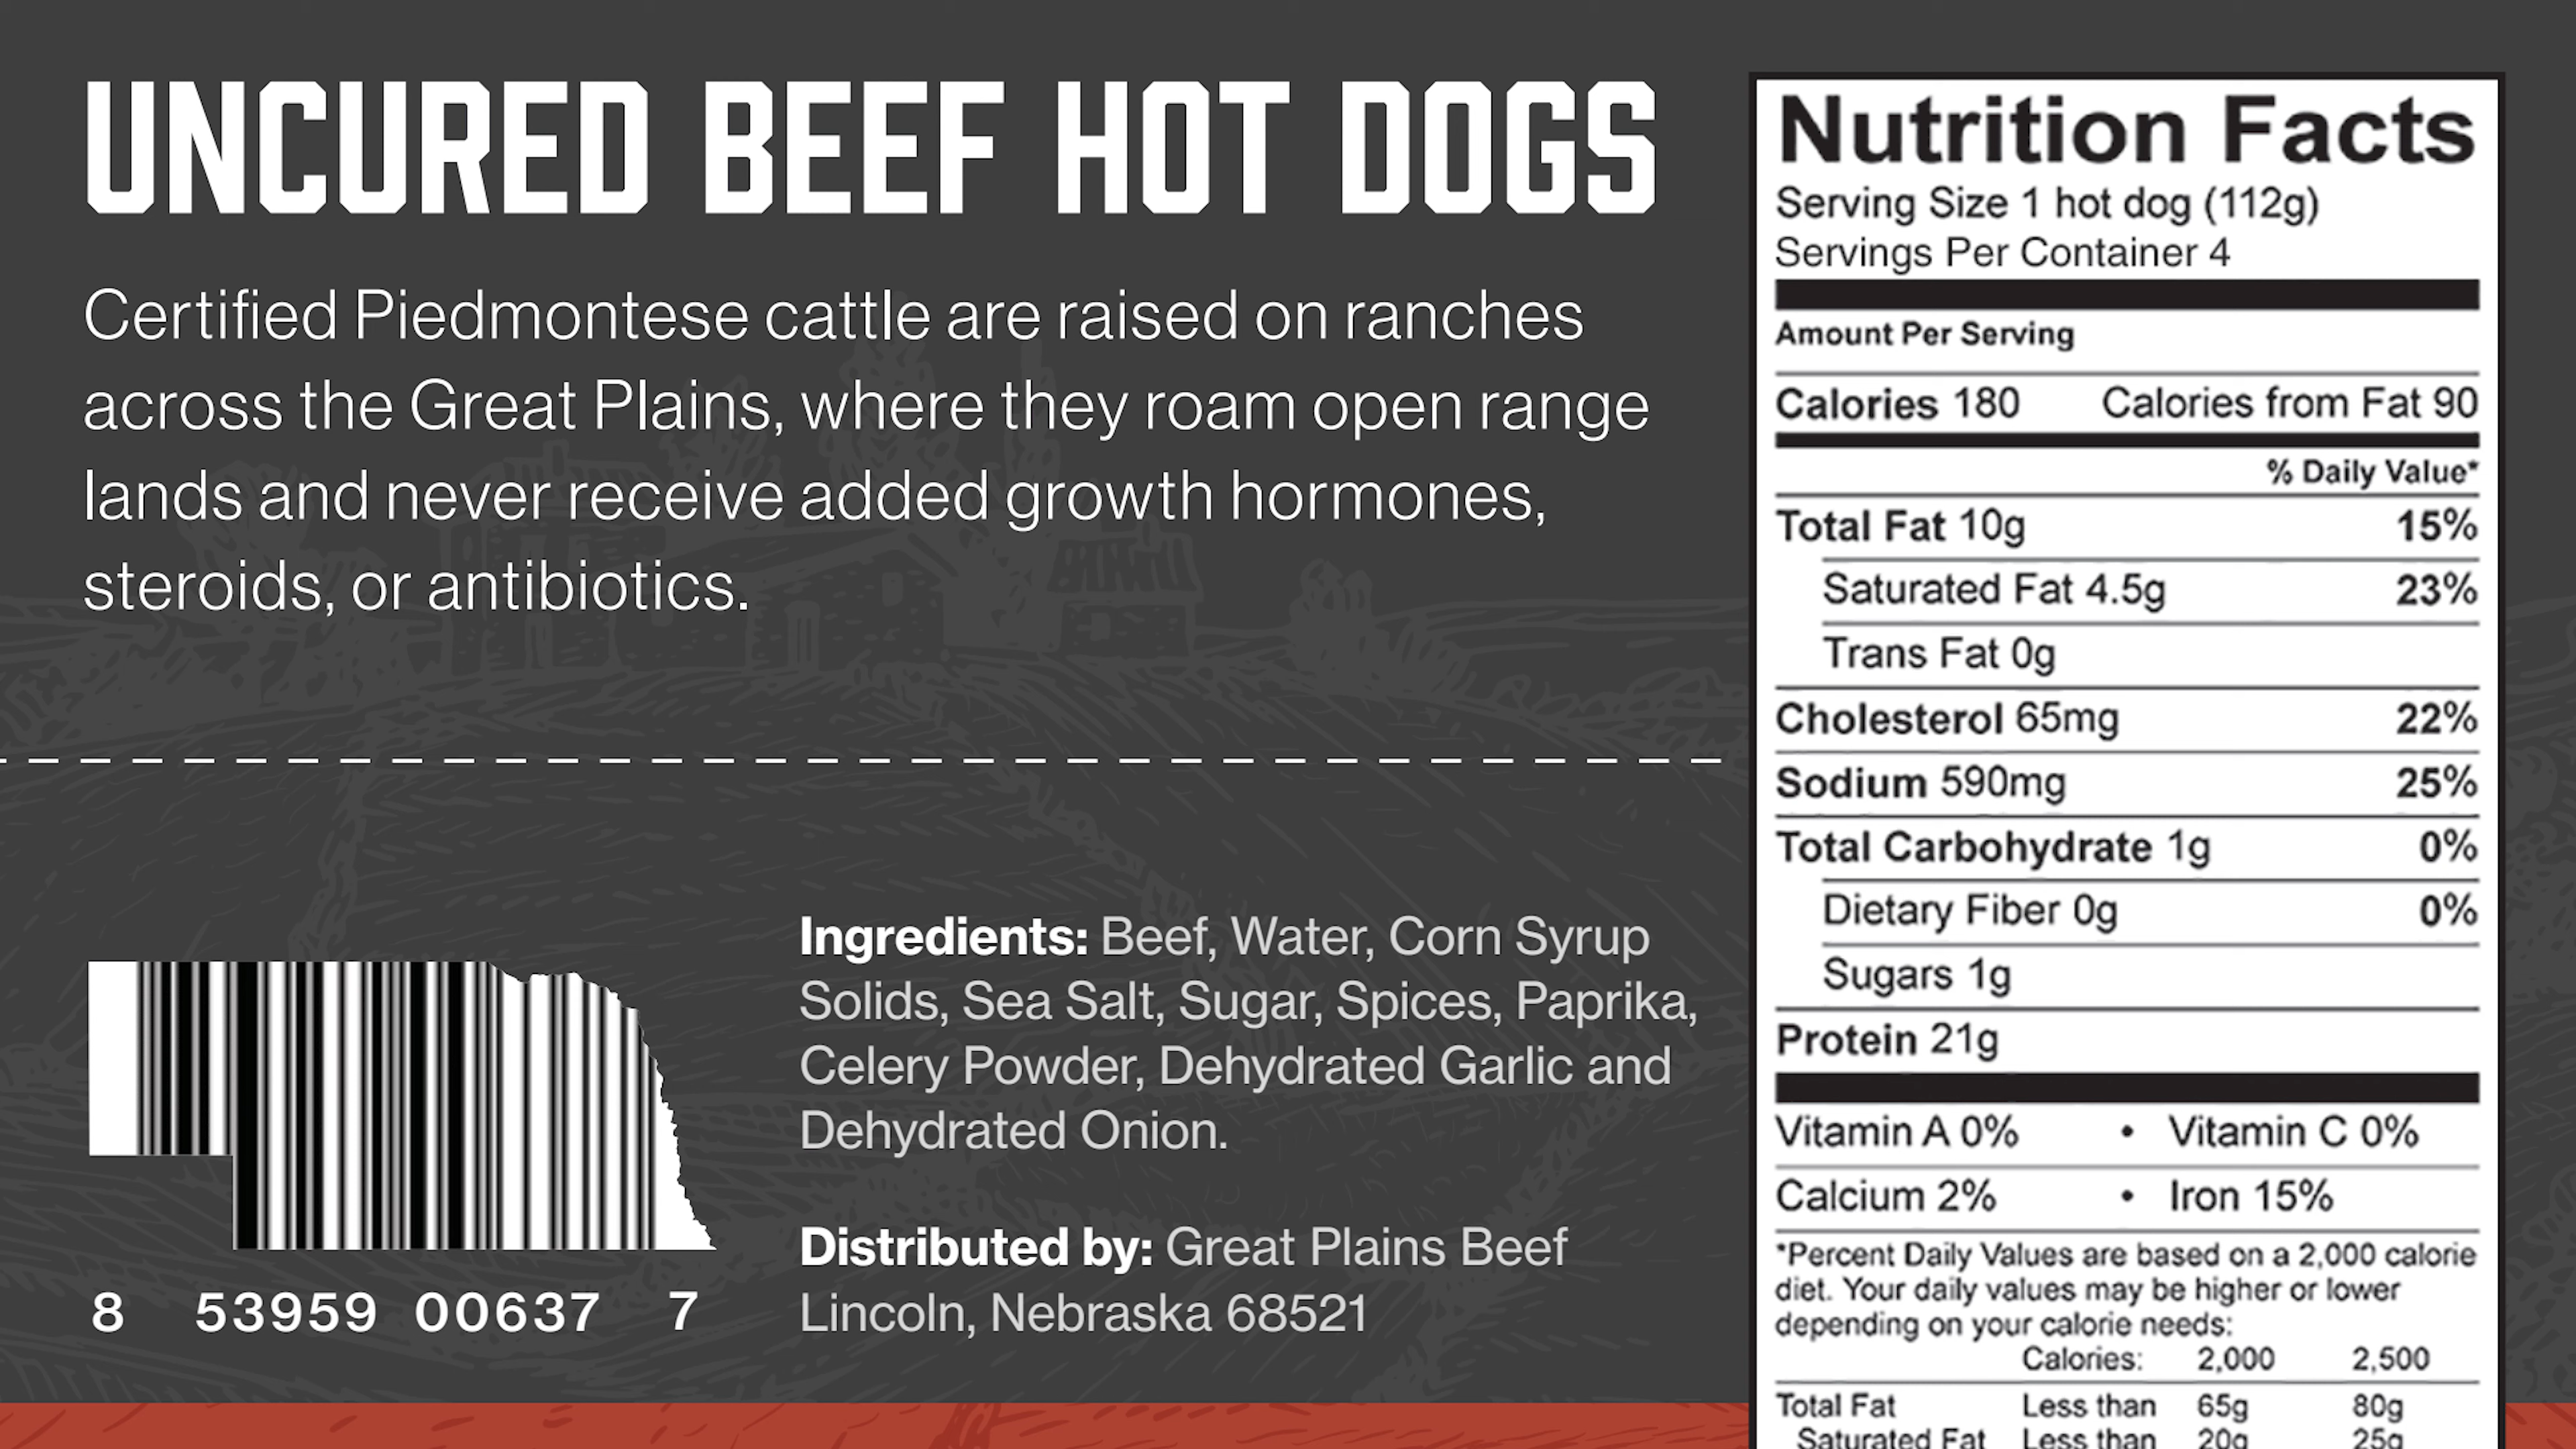 UNCURED BEEF HOT DOGS
Certified Piedmontese cattle are raised on ranches
across the Great Plains, where they roam open range
lands and never receive added growth hormones,
steroids, or antibiotics.
Ingredients: Beef, Water, Corn Syrup
Solids, Sea Salt, Sugar, Spices, Paprika,
Celery Powder, Dehydrated Garlic and
Dehydrated Onion.
Distributed by: Great Plains Beef
Lincoln, Nebraska 68521
8 53959 00637 7
Nutrition Facts
Serving Size 1 hot dog (112g)
Servings Per Container 4
Amount Per Serving
Calories 180 Calories from Fat 90
% Daily Value*
Total Fat 10g 15%
Saturated Fat 4.5g 23%
Trans Fat 0g
Cholesterol 65mg 22%
Sodium 590mg 25%
Total Carbohydrate 1g 0%
Dietary Fiber 0g 0%
Sugars 1g
Protein 21g
Vitamin A 0% • Vitamin C 0%
Calcium 2% • Iron 15%
*Percent Daily Values are based on a 2,000 calorie
diet. Your daily values may be higher or lower
depending on your calorie needs:
Calories: 2,000 2,500
Total Fat Less than 65g 80g
Saturated Fat Less than 20g 25g